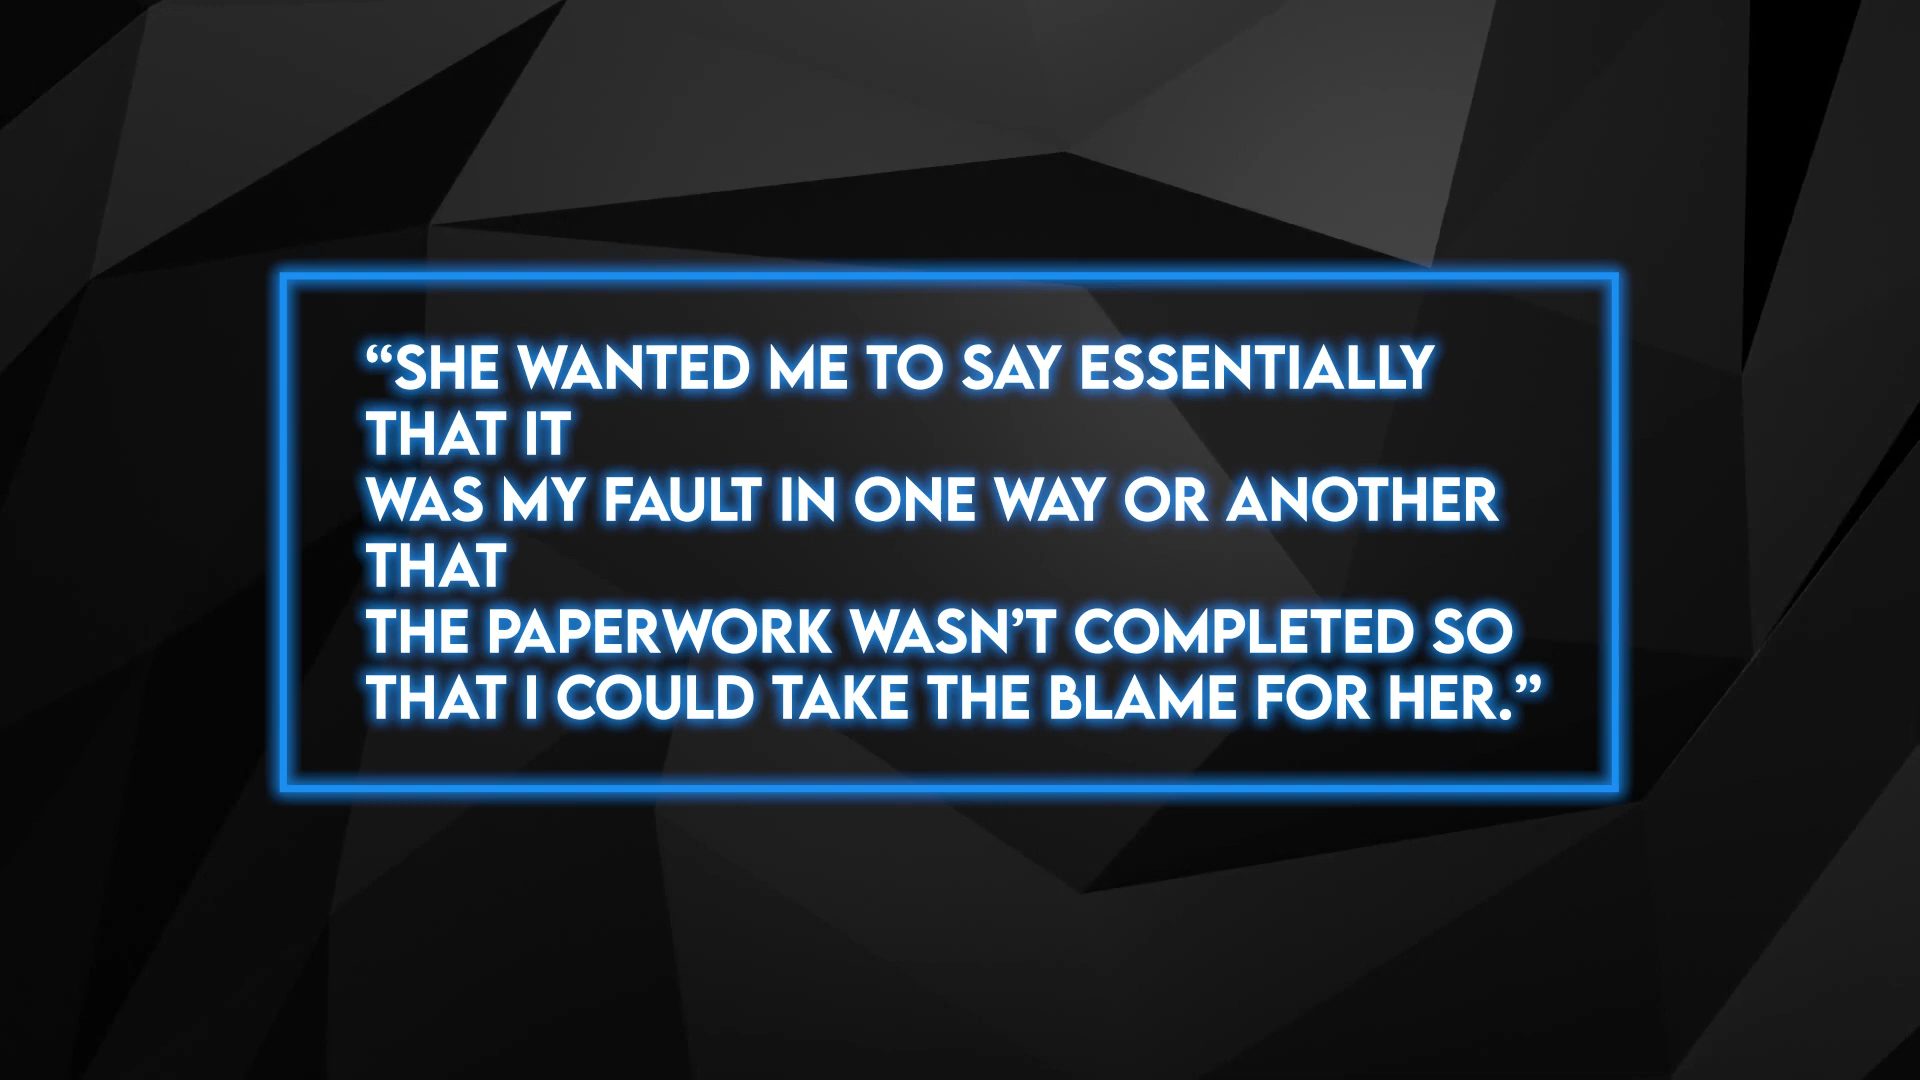 “SHE WANTED ME TO SAY ESSENTIALLY
THAT IT
WAS MY FAULT IN ONE WAY OR ANOTHER
THAT
THE PAPERWORK WASN’T COMPLETED SO
THAT I COULD TAKE THE BLAME FOR HER.”